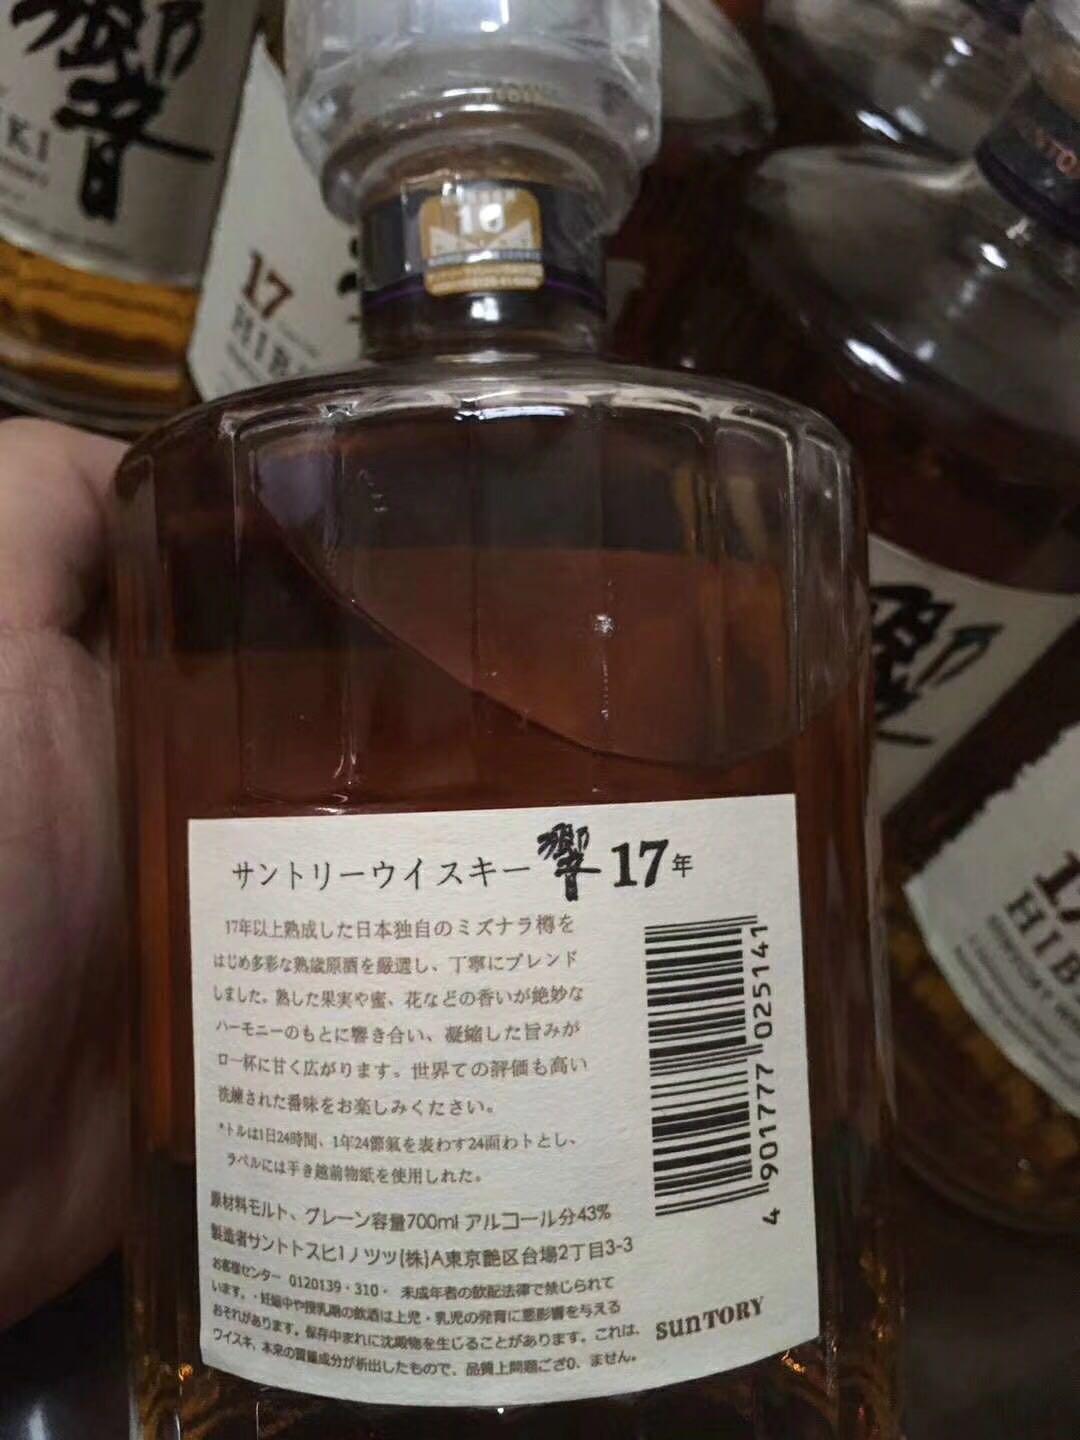 響
KI
17
HIB
10
STO
サントリーウイスキー 響 17年
17年以上熟成した日本独自のミズナラ樽を
はじめ多彩な熟歳原酒を厳選し、丁寧にブレンド
しました。熟した果実や蜜、花などの香いが絶妙な
ハーモニーのもとに響き合い、凝縮した旨みが
ロ一杯に甘く広がります。世界ての評価も高い
洗練された番味をお楽しみください。
*トルは1日24時間、1年24節氣を表わす24面わトとし、
ラペルには手き越前物紙を使用しれた。
原材料モルト、グレーン容量700ml アルコール分43%
製造者サントトスヒ1ノツツ(株)A東京艶区台場2丁目3-3
お客様センター 0120139・310・ 未成年者の飲配法律で禁じられて
います。・妊娠中や授乳期の飲酒は上児・乳児の発育に悪影響を与える
おそれがあります。保存中まれに沈殿物を生じることがあります。これは、
ウイスキ、本来の質量成分が析出したもので、品質上問題ござ0、ません。
suntory
4 901777 025141
響
17
HIB